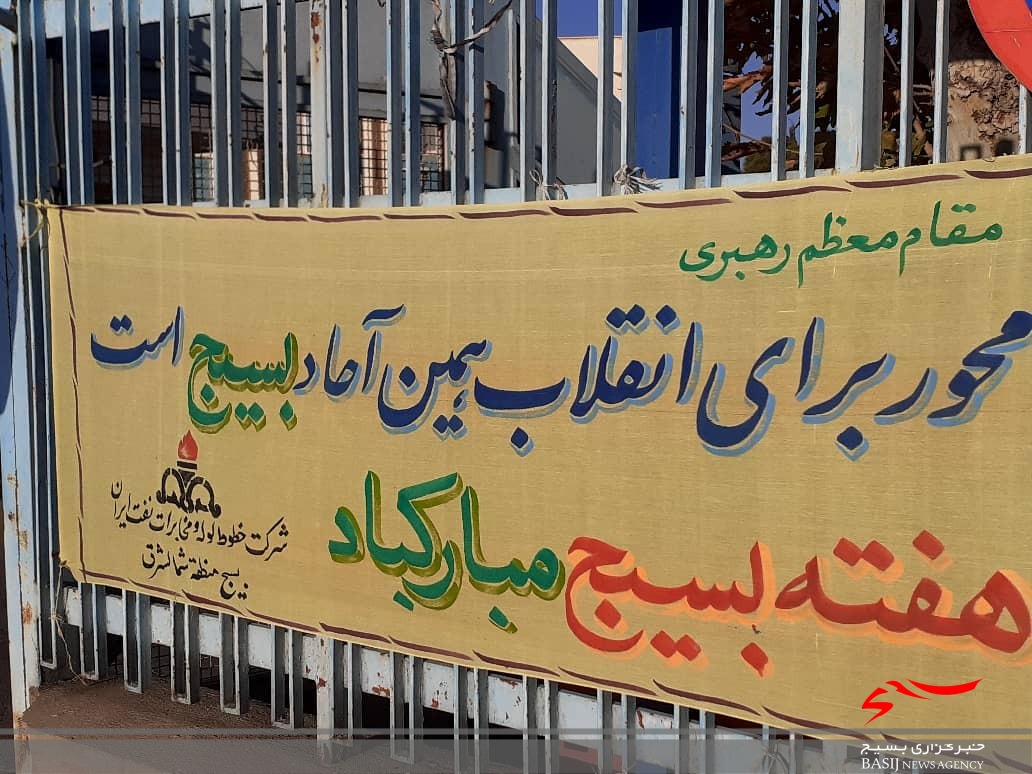 مقام معظم رهبری
محور برای انقلاب همین آحاد بسیج است
هفته بسیج مبارکباد
شرکت خطوط لوله و مخابرات نفت ایران
بسیج منطقه شمالشرق
خبرگزاری بسیج
BASIJ NEWS AGENCY